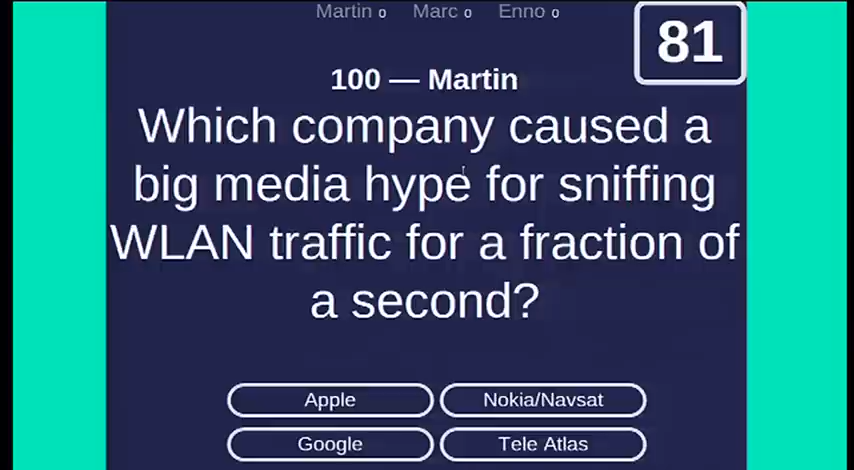 Martin 0 Marc 0 Enno 0
81
100 — Martin
Which company caused a
big media hype for sniffing
WLAN traffic for a fraction of
a second?
Apple Nokia/Navsat
Google Tele Atlas